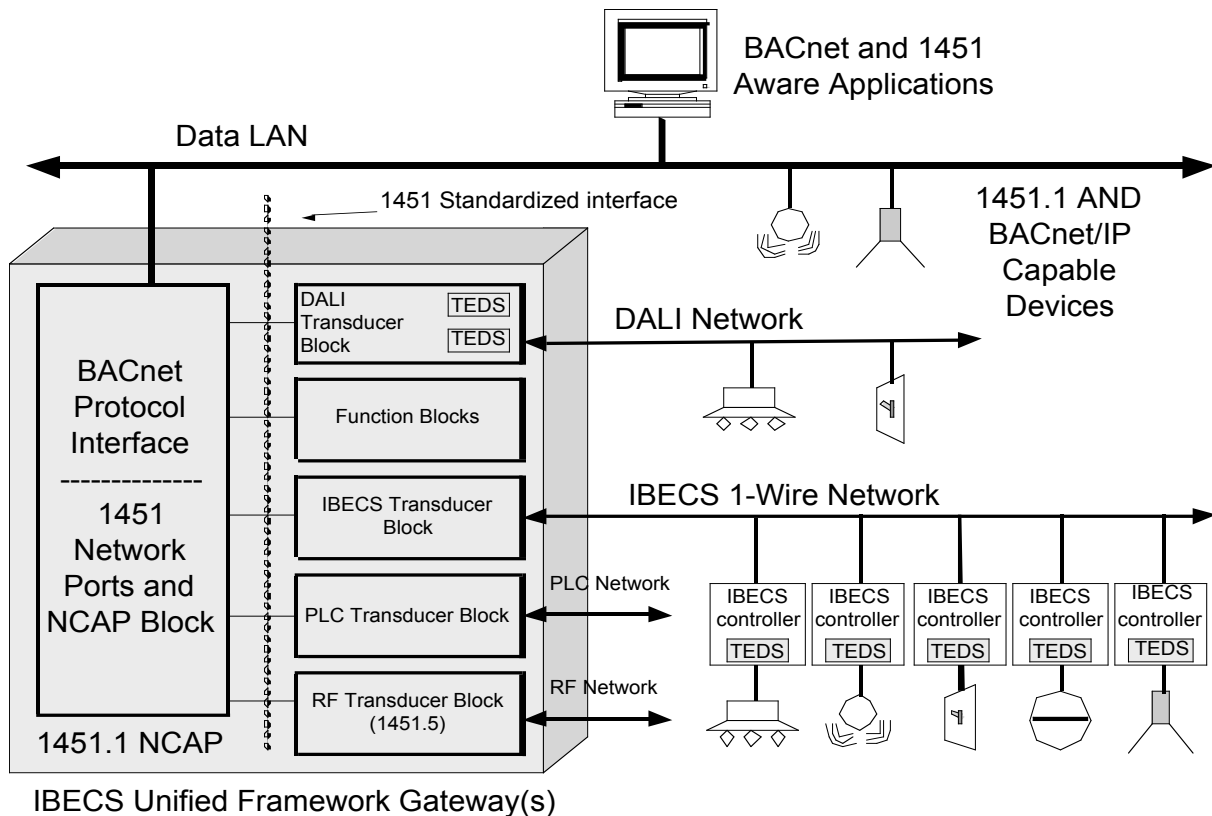 BACnet and 1451
Aware Applications
Data LAN
1451 Standardized interface
1451.1 AND
BACnet/IP
Capable
Devices
DALI
Transducer
Block
TEDS
TEDS
DALI Network
BACnet
Protocol
Interface
---------------
1451
Network
Ports and
NCAP Block
Function Blocks
IBECS Transducer
Block
IBECS 1-Wire Network
PLC Transducer Block
PLC Network
RF Transducer Block
(1451.5)
RF Network
IBECS
controller
TEDS
IBECS
controller
TEDS
IBECS
controller
TEDS
IBECS
controller
TEDS
IBECS
controller
TEDS
1451.1 NCAP
IBECS Unified Framework Gateway(s)